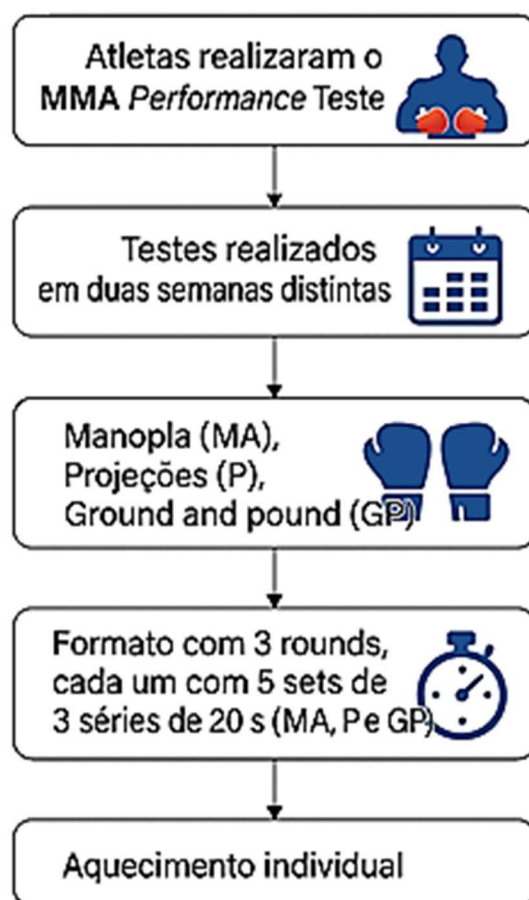 Atletas realizaram o
MMA Performance Teste
Testes realizados
em duas semanas distintas
Manopla (MA),
Projeções (P),
Ground and pound (GP)
Formato com 3 rounds,
cada um com 5 sets de
3 séries de 20 s (MA, P e GP)
Aquecimento individual